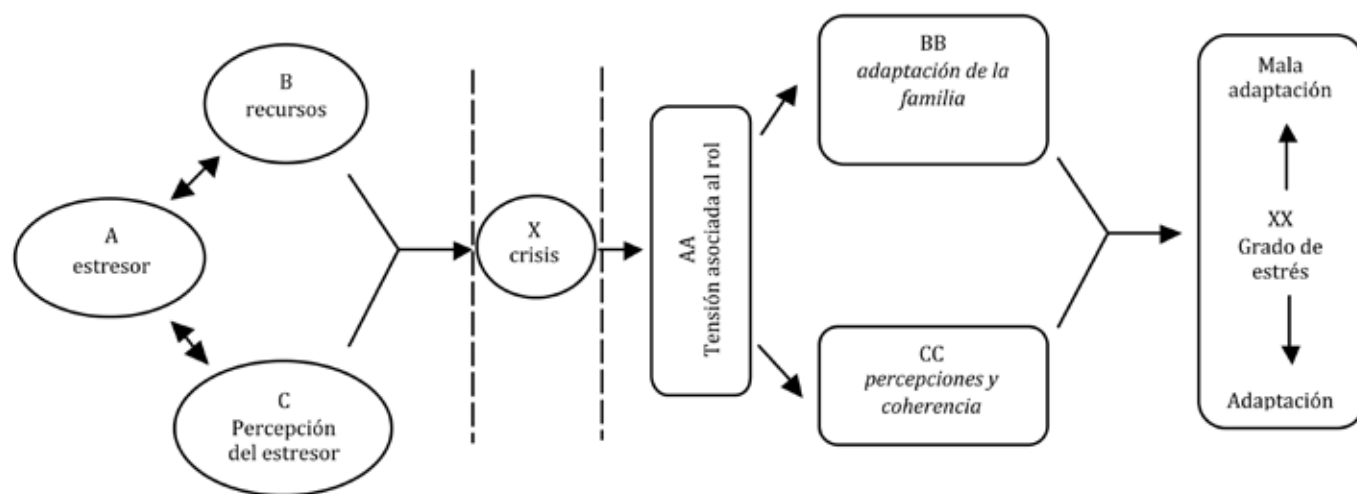 B
recursos
A
estresor
C
Percepción
del estresor
X
crisis
AA
Tensión asociada al rol
BB
adaptación de la
familia
CC
percepciones y
coherencia
Mala
adaptación
XX
Grado de
estrés
Adaptación